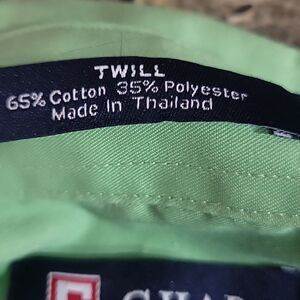 TWILL
65% Cotton 35% Polyester
Made In Thailand